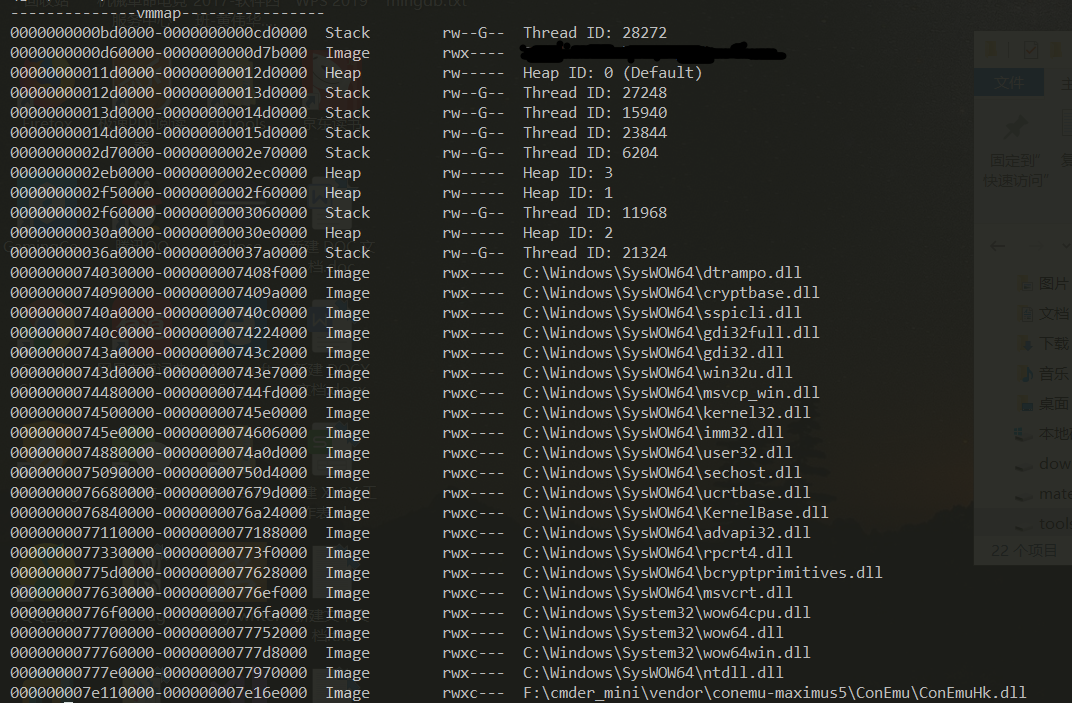 ---------------vmmap-----------------
0000000000bd0000-0000000000cd0000  Stack        rw--G--  Thread ID: 28272
0000000000d60000-0000000000d7b000  Image        rwx----
00000000011d0000-00000000012d0000  Heap         rw-----  Heap ID: 0 (Default)
00000000012d0000-00000000013d0000  Stack        rw--G--  Thread ID: 27248
00000000013d0000-00000000014d0000  Stack        rw--G--  Thread ID: 15940
00000000014d0000-00000000015d0000  Stack        rw--G--  Thread ID: 23844
0000000002d70000-0000000002e70000  Stack        rw--G--  Thread ID: 6204
0000000002eb0000-0000000002ec0000  Heap         rw-----  Heap ID: 3
0000000002f50000-0000000002f60000  Heap         rw-----  Heap ID: 1
0000000002f60000-0000000003060000  Stack        rw--G--  Thread ID: 11968
00000000030a0000-00000000030e0000  Heap         rw-----  Heap ID: 2
00000000036a0000-00000000037a0000  Stack        rw--G--  Thread ID: 21324
0000000074030000-000000007408f000  Image        rwx----  C:\Windows\SysWOW64\dtrampo.dll
0000000074090000-000000007409a000  Image        rwx----  C:\Windows\SysWOW64\cryptbase.dll
00000000740a0000-00000000740c0000  Image        rwx----  C:\Windows\SysWOW64\sspicli.dll
00000000740c0000-0000000074224000  Image        rwx----  C:\Windows\SysWOW64\gdi32full.dll
00000000743a0000-00000000743c2000  Image        rwx----  C:\Windows\SysWOW64\gdi32.dll
00000000743d0000-00000000743e7000  Image        rwx----  C:\Windows\SysWOW64\win32u.dll
0000000074480000-00000000744fd000  Image        rwxc---  C:\Windows\SysWOW64\msvcp_win.dll
0000000074500000-00000000745e0000  Image        rwx----  C:\Windows\SysWOW64\kernel32.dll
00000000745e0000-0000000074606000  Image        rwx----  C:\Windows\SysWOW64\imm32.dll
0000000074880000-0000000074a0d000  Image        rwxc---  C:\Windows\SysWOW64\user32.dll
0000000075090000-00000000750d4000  Image        rwxc---  C:\Windows\SysWOW64\sechost.dll
0000000076680000-000000007679d000  Image        rwx----  C:\Windows\SysWOW64\ucrtbase.dll
0000000076840000-0000000076a24000  Image        rwxc---  C:\Windows\SysWOW64\KernelBase.dll
0000000077110000-0000000077188000  Image        rwxc---  C:\Windows\SysWOW64\advapi32.dll
0000000077330000-00000000773f0000  Image        rwx----  C:\Windows\SysWOW64\rpcrt4.dll
00000000775d0000-0000000077628000  Image        rwx----  C:\Windows\SysWOW64\bcryptprimitives.dll
0000000077630000-00000000776ef000  Image        rwxc---  C:\Windows\SysWOW64\msvcrt.dll
00000000776f0000-00000000776fa000  Image        rwx----  C:\Windows\System32\wow64cpu.dll
0000000077700000-0000000077752000  Image        rwx----  C:\Windows\System32\wow64.dll
0000000077760000-00000000777d8000  Image        rwxc---  C:\Windows\System32\wow64win.dll
00000000777e0000-0000000077970000  Image        rwxc---  C:\Windows\SysWOW64\ntdll.dll
000000007e110000-000000007e16e000  Image        rwxc---  F:\cmder_mini\vendor\conemu-maximus5\ConEmu\ConEmuHk.dll
文件
固定到"
快速访问"
图片
文档
下载
音乐
桌面
tools
22 个项目